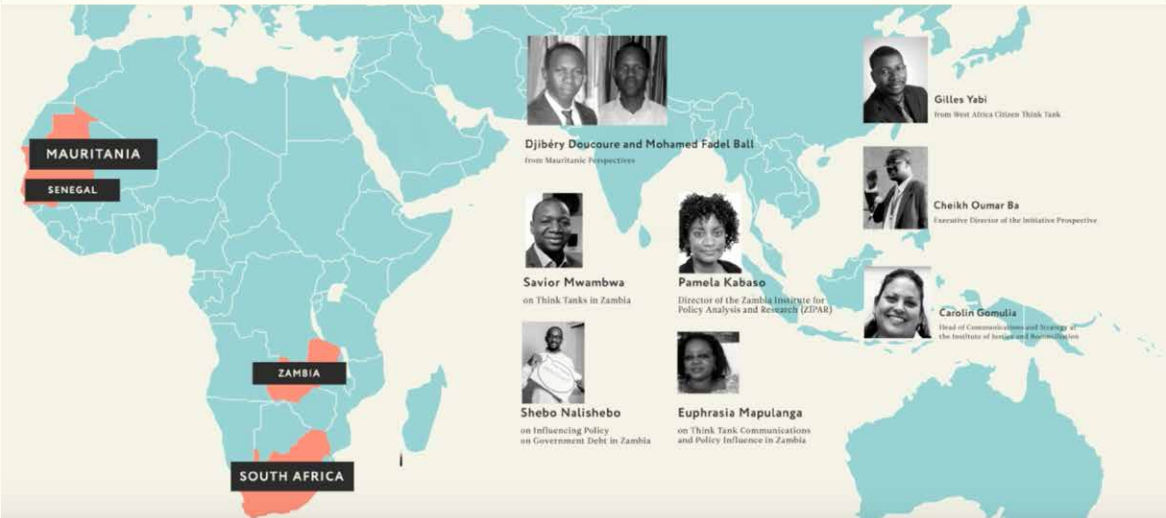 MAURITANIA
SENEGAL
ZAMBIA
SOUTH AFRICA
Djibéry Doucoure and Mohamed Fadel Ball
from Mauritanie Perspectives
Savior Mwambwa
on Think Tanks in Zambia
Pamela Kabaso
Director of the Zambia Institute for
Policy Analysis and Research (ZIPAR)
Shebo Nalishebo
on Influencing Policy
on Government Debt in Zambia
Euphrasia Mapulanga
on Think Tank Communications
and Policy Influence in Zambia
Gilles Yabi
from West Africa Citizen Think Tank
Cheikh Oumar Ba
Executive Director of the Initiative Prospective
Carolin Gomulia
Head of Communications and Strategy at
the Institute of Justice and Reconciliation